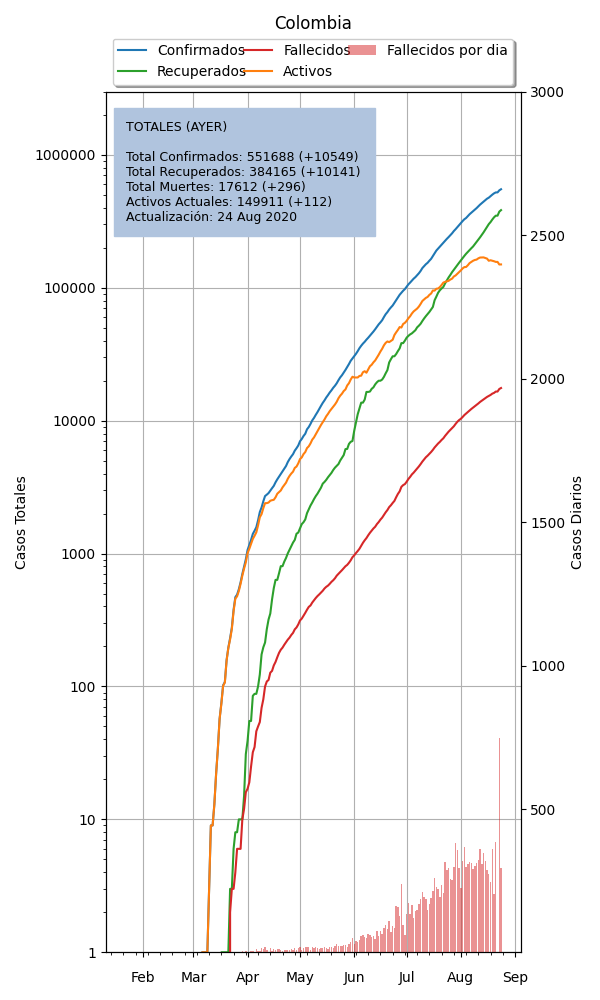 Colombia
Confirmados
Recuperados
Fallecidos
Activos
Fallecidos por dia
TOTALES (AYER)
Total Confirmados: 551688 (+10549)
Total Recuperados: 384165 (+10141)
Total Muertes: 17612 (+296)
Activos Actuales: 149911 (+112)
Actualización: 24 Aug 2020
Casos Totales
1000000
100000
10000
1000
100
10
1
3000
2500
2000
1500
1000
500
Casos Diarios
Feb Mar Apr May Jun Jul Aug Sep